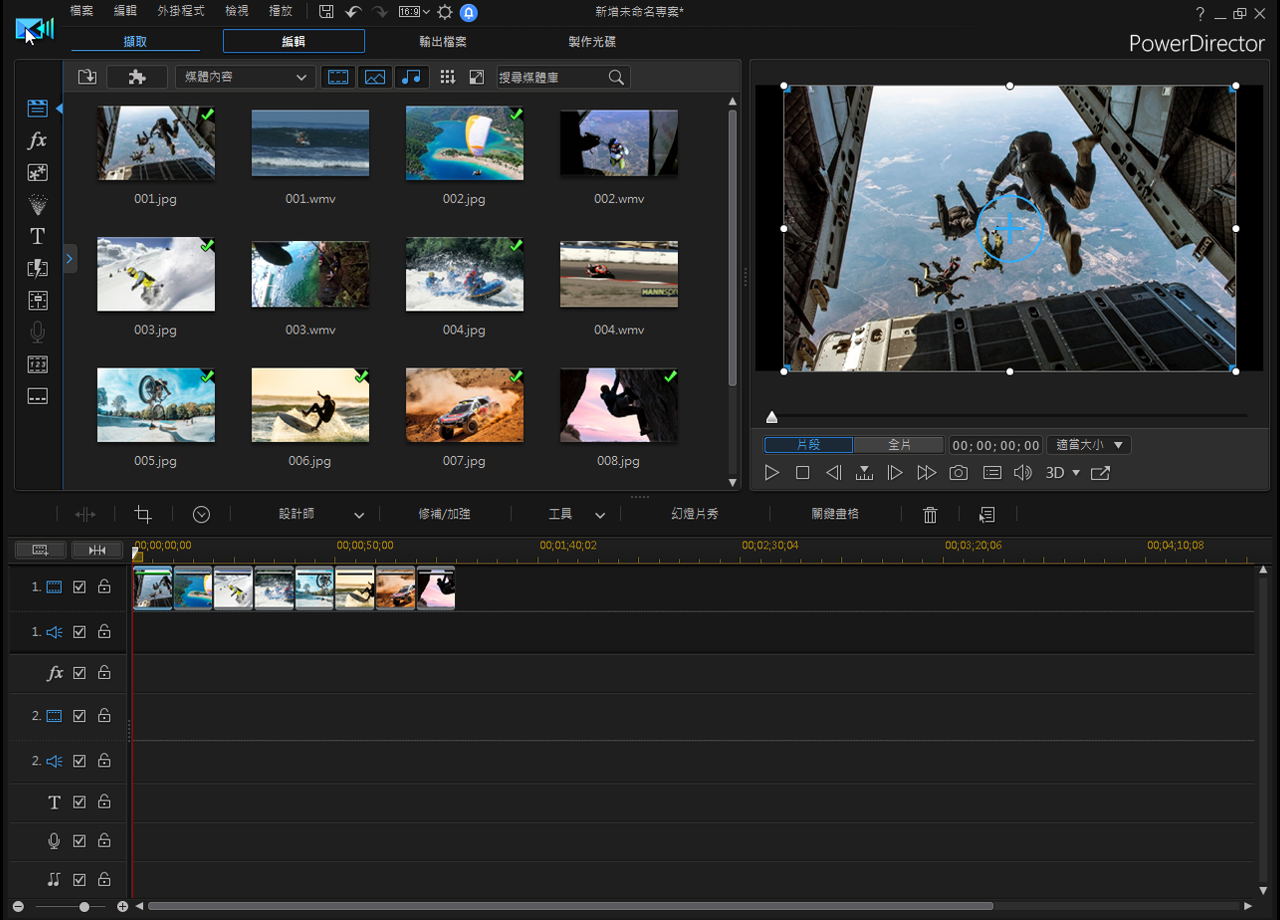 檔案 編輯 外掛程式 檢視 播放 16:9 新增未命名專案* ?
擷取 編輯 輸出檔案 製作光碟 PowerDirector
媒體內容 搜尋媒體庫
001.jpg 001.wmv 002.jpg 002.wmv
fx
T
003.jpg 003.wmv 004.jpg 004.wmv
HANNspr
123
005.jpg 006.jpg 007.jpg 008.jpg
片段 全片 00;00;00;00 適當大小
3D
設計師 修補/加強 工具 幻燈片秀 關鍵畫格
00;00;00;00 00;00;50;00 00;01;40;02 00;02;30;04 00;03;20;06 00;04;10;08
1.
1.
fx
2.
2.
T